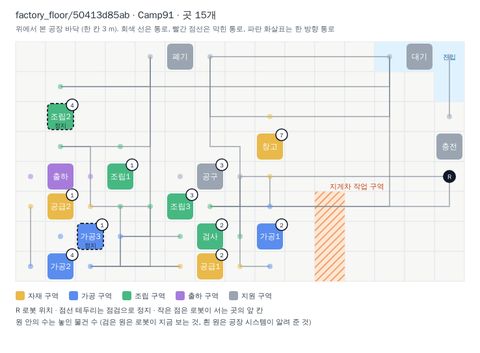 factory_floor/50413d85ab · Camp91 · 곳 15개
위에서 본 공장 바닥 (한 칸 3 m). 회색 선은 통로, 빨간 점선은 막힌 통로, 파란 화살표는 한 방향 통로
폐기
대기
진입
4
조립2
정지
7
창고
충전
출하
1
조립1
3
공구
R
지게차 작업 구역
1
공급2
3
조립3
1
가공3
정지
2
검사
2
가공1
4
가공2
2
공급1
자재 구역
가공 구역
조립 구역
출하 구역
지원 구역
R 로봇 위치 · 점선 테두리는 점검으로 정지 · 작은 점은 로봇이 서는 곳의 앞 칸
원 안의 수는 놓인 물건 수 (검은 원은 로봇이 지금 보는 것, 흰 원은 공장 시스템이 알려 준 것)